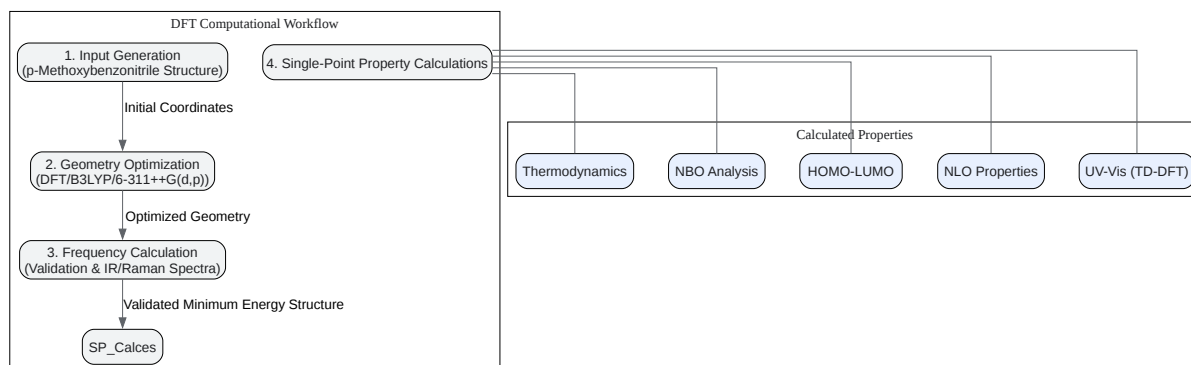 DFT Computational Workflow
1. Input Generation
(p-Methoxybenzonitrile Structure)
4. Single-Point Property Calculations
Initial Coordinates
2. Geometry Optimization
(DFT/B3LYP/6-311++G(d,p))
Optimized Geometry
3. Frequency Calculation
(Validation & IR/Raman Spectra)
Validated Minimum Energy Structure
SP_Calces
Calculated Properties
Thermodynamics
NBO Analysis
HOMO-LUMO
NLO Properties
UV-Vis (TD-DFT)